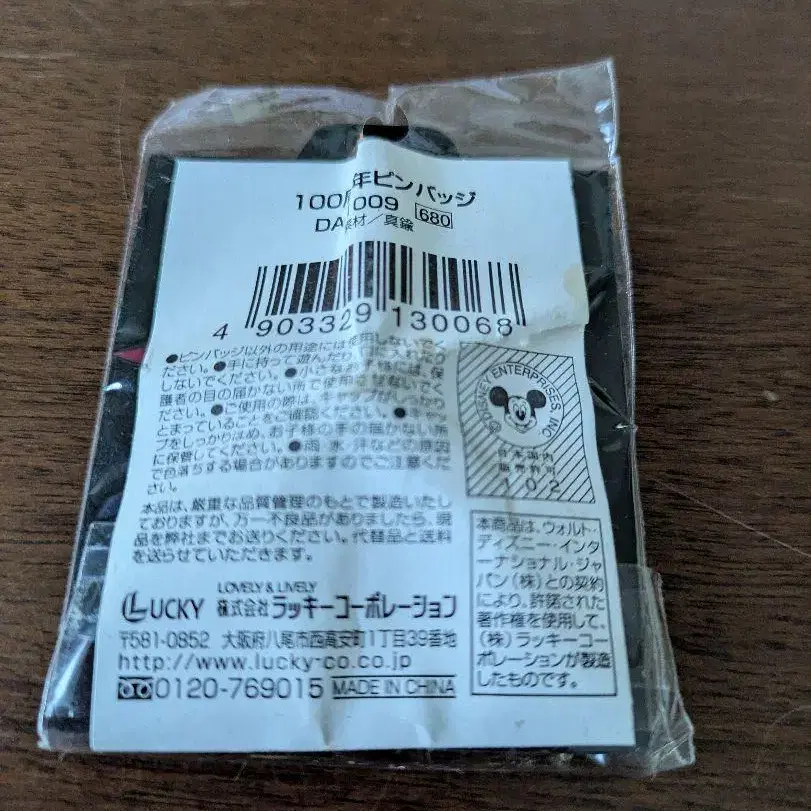 年ピンバッジ
100 009 680
DA 材/真鍮
4 903329 130068
●ピンバッジ以外の用途には使用しないでく
ださい。●手に持って遊んだり、口に入れたり
しないでください。●小さなお子様には、保
護者の目の届かない所で使用させないでく
ださい。●ご使用の際は、キャップがしっかり
とまっていることをご確認ください。●キャッ
プをしっかりはめ、お子様の手の届かない所
に保管してください。●雨、水、汗などの原因
で色落ちする場合がありますのでご注意くだ
さい。
本品は、厳重な品質管理のもとで製造いたし
ておりますが、万一不良品がありましたら、現
品を弊社までお送りください。代替品と送料
を送らせていただきます。
©DISNEY ENTERPRISES, INC.
日本国内
販売許可
102
本商品は、ウォルト・
ディズニー・インタ
ーナショナル・ジャ
パン(株)との契約
により、許諾された
著作権を使用して、
(株)ラッキーコー
ポレーションが製造
したものです。
LOVELY & LIVELY
LUCKY 株式会社ラッキーコーポレーション
〒581-0852 大阪府八尾市西高安町1丁目39番地
http://www.lucky-co.co.jp
0120-769015 MADE IN CHINA